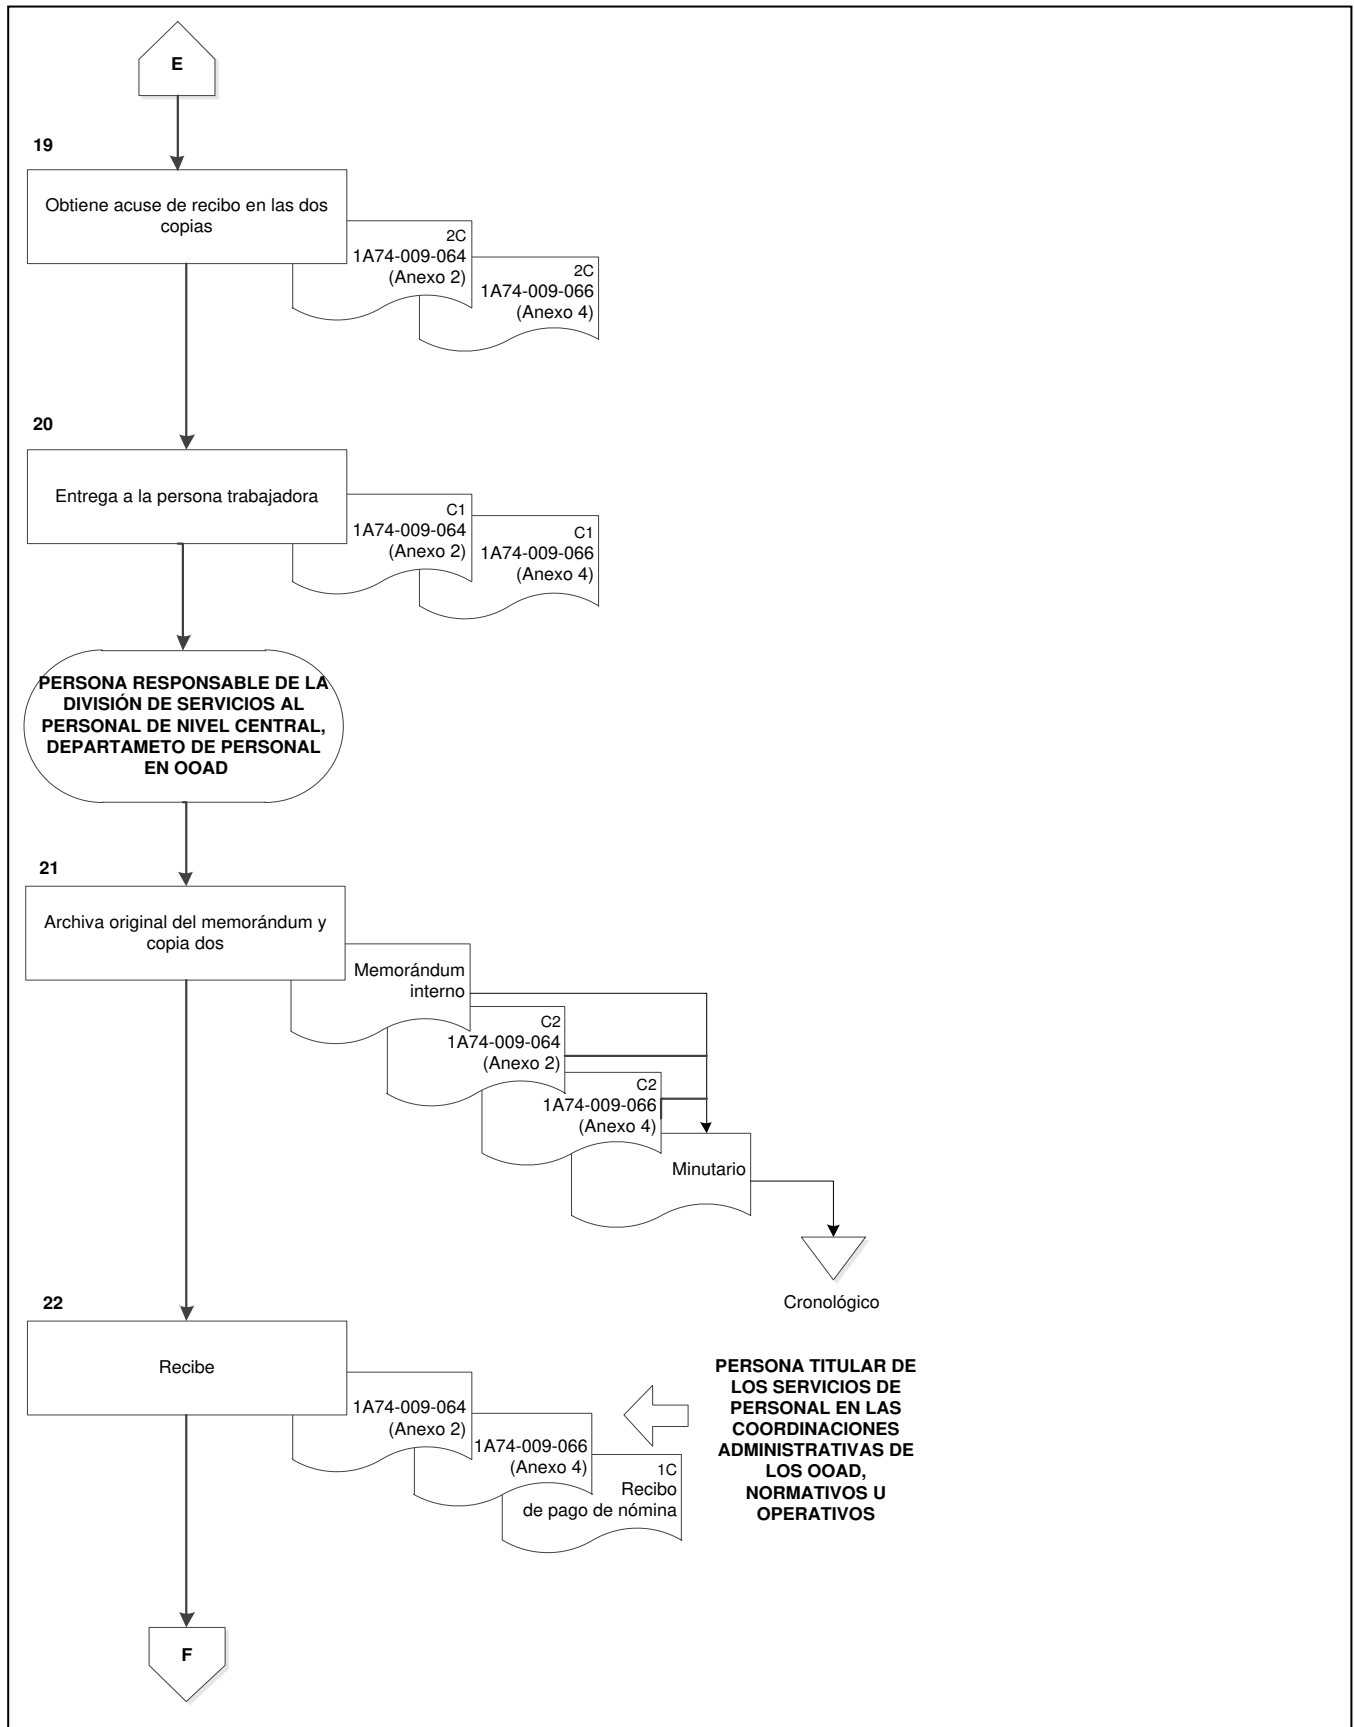 E
19
Obtiene acuse de recibo en las dos
copias
2C
1A74-009-064
(Anexo 2)
2C
1A74-009-066
(Anexo 4)
20
Entrega a la persona trabajadora
C1
1A74-009-064
(Anexo 2)
C1
1A74-009-066
(Anexo 4)
PERSONA RESPONSABLE DE LA
DIVISIÓN DE SERVICIOS AL
PERSONAL DE NIVEL CENTRAL,
DEPARTAMETO DE PERSONAL
EN OOAD
21
Archiva original del memorándum y
copia dos
Memorándum
interno
C2
1A74-009-064
(Anexo 2)
C2
1A74-009-066
(Anexo 4)
Minutario
Cronológico
22
Recibe
1A74-009-064
(Anexo 2)
1A74-009-066
(Anexo 4)
1C
Recibo
de pago de nómina
PERSONA TITULAR DE
LOS SERVICIOS DE
PERSONAL EN LAS
COORDINACIONES
ADMINISTRATIVAS DE
LOS OOAD,
NORMATIVOS U
OPERATIVOS
F